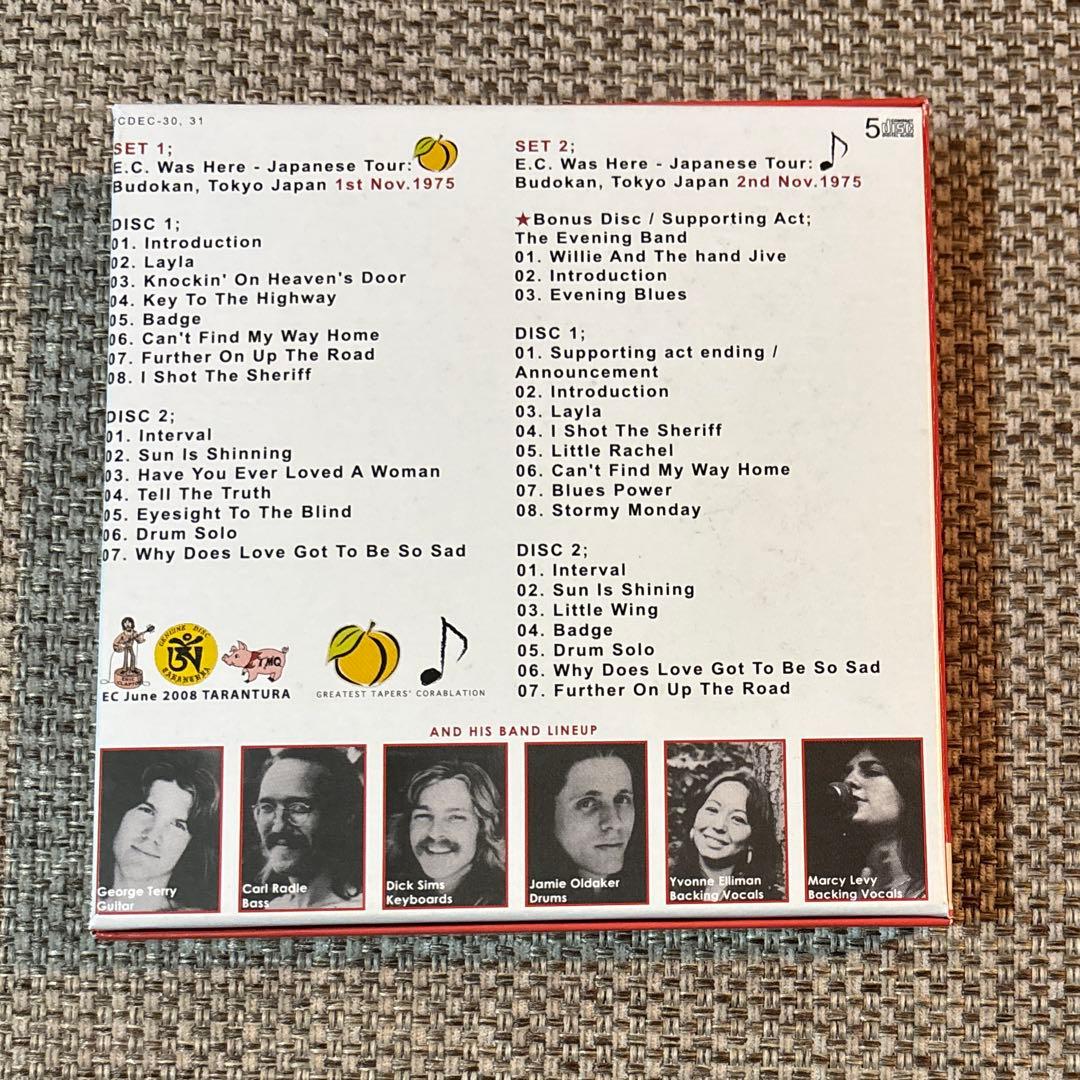 CDEC-30, 31
SET 1;
E.C. Was Here - Japanese Tour:
Budokan, Tokyo Japan 1st Nov.1975
DISC 1;
01. Introduction
02. Layla
03. Knockin' On Heaven's Door
04. Key To The Highway
05. Badge
06. Can't Find My Way Home
07. Further On Up The Road
08. I Shot The Sheriff
DISC 2;
01. Interval
02. Sun Is Shinning
03. Have You Ever Loved A Woman
04. Tell The Truth
05. Eyesight To The Blind
06. Drum Solo
07. Why Does Love Got To Be So Sad
5 COMPACT
disc
DIGITAL AUDIO
SET 2;
E.C. Was Here - Japanese Tour:
Budokan, Tokyo Japan 2nd Nov.1975
★Bonus Disc / Supporting Act;
The Evening Band
01. Willie And The hand Jive
02. Introduction
03. Evening Blues
DISC 1;
01. Supporting act ending /
Announcement
02. Introduction
03. Layla
04. I Shot The Sheriff
05. Little Rachel
06. Can't Find My Way Home
07. Blues Power
08. Stormy Monday
DISC 2;
01. Interval
02. Sun Is Shining
03. Little Wing
04. Badge
05. Drum Solo
06. Why Does Love Got To Be So Sad
07. Further On Up The Road
GENUINE DISC
ༀ
TARANTURA
TMQ
EC June 2008 TARANTURA
GREATEST TAPERS' CORABLATION
AND HIS BAND LINEUP
George Terry
Guitar
Carl Radle
Bass
Dick Sims
Keyboards
Jamie Oldaker
Drums
Yvonne Elliman
Backing Vocals
Marcy Levy
Backing Vocals